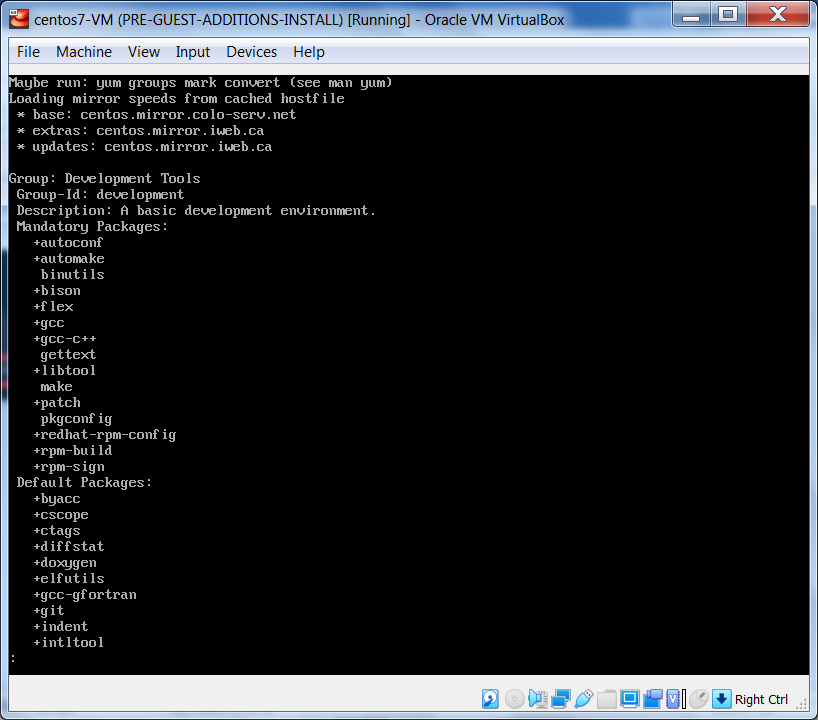 centos7-VM (PRE-GUEST-ADDITIONS-INSTALL) [Running] - Oracle VM VirtualBox
File Machine View Input Devices Help
Maybe run: yum groups mark convert (see man yum)
Loading mirror speeds from cached hostfile
 * base: centos.mirror.colo-serv.net
 * extras: centos.mirror.iweb.ca
 * updates: centos.mirror.iweb.ca

Group: Development Tools
 Group-Id: development
 Description: A basic development environment.
 Mandatory Packages:
   +autoconf
   +automake
    binutils
   +bison
   +flex
   +gcc
   +gcc-c++
    gettext
   +libtool
    make
   +patch
    pkgconfig
   +redhat-rpm-config
   +rpm-build
   +rpm-sign
 Default Packages:
   +byacc
   +cscope
   +ctags
   +diffstat
   +doxygen
   +elfutils
   +gcc-gfortran
   +git
   +indent
   +intltool
:
Right Ctrl